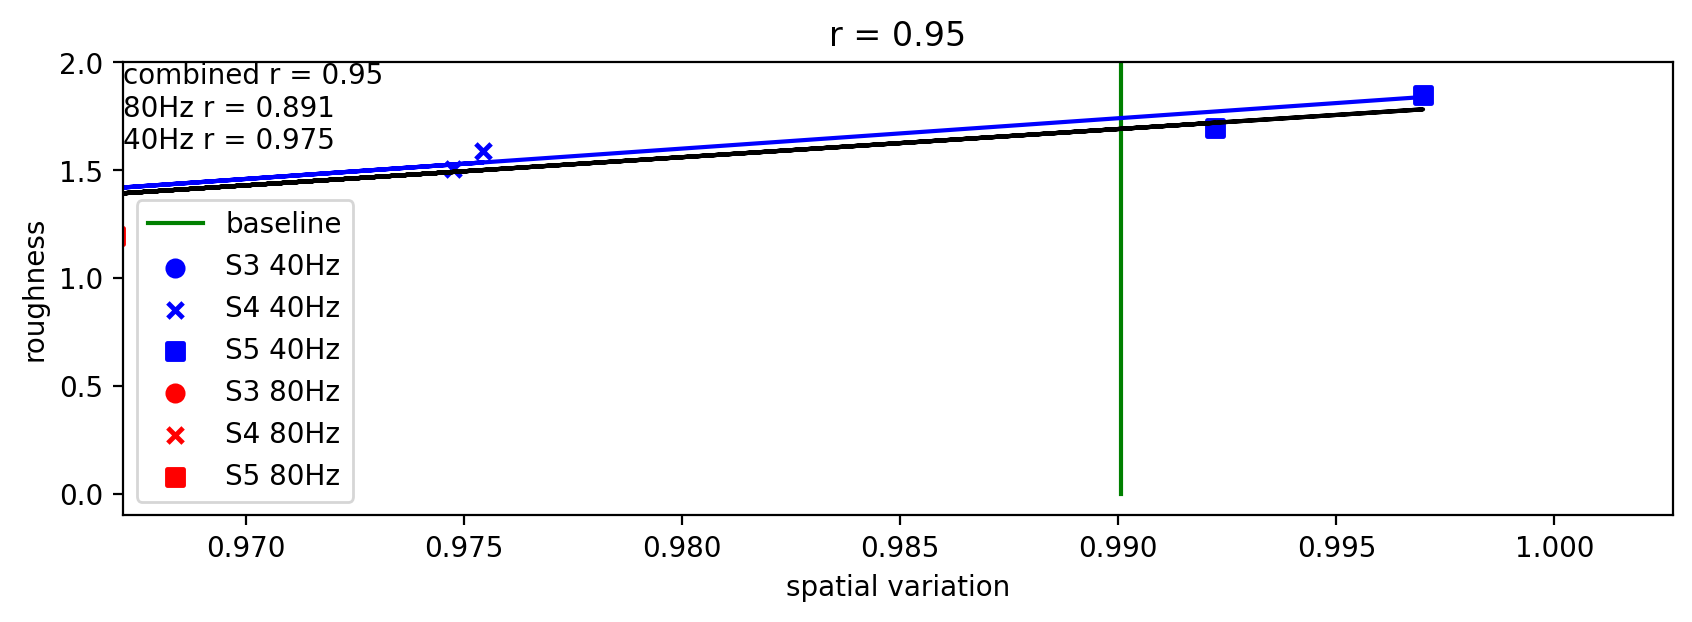 r = 0.95
combined r = 0.95
80Hz r = 0.891
40Hz r = 0.975
2.0
1.5
1.0
0.5
0.0
roughness
baseline
S3 40Hz
S4 40Hz
S5 40Hz
S3 80Hz
S4 80Hz
S5 80Hz
0.970 0.975 0.980 0.985 0.990 0.995 1.000
spatial variation